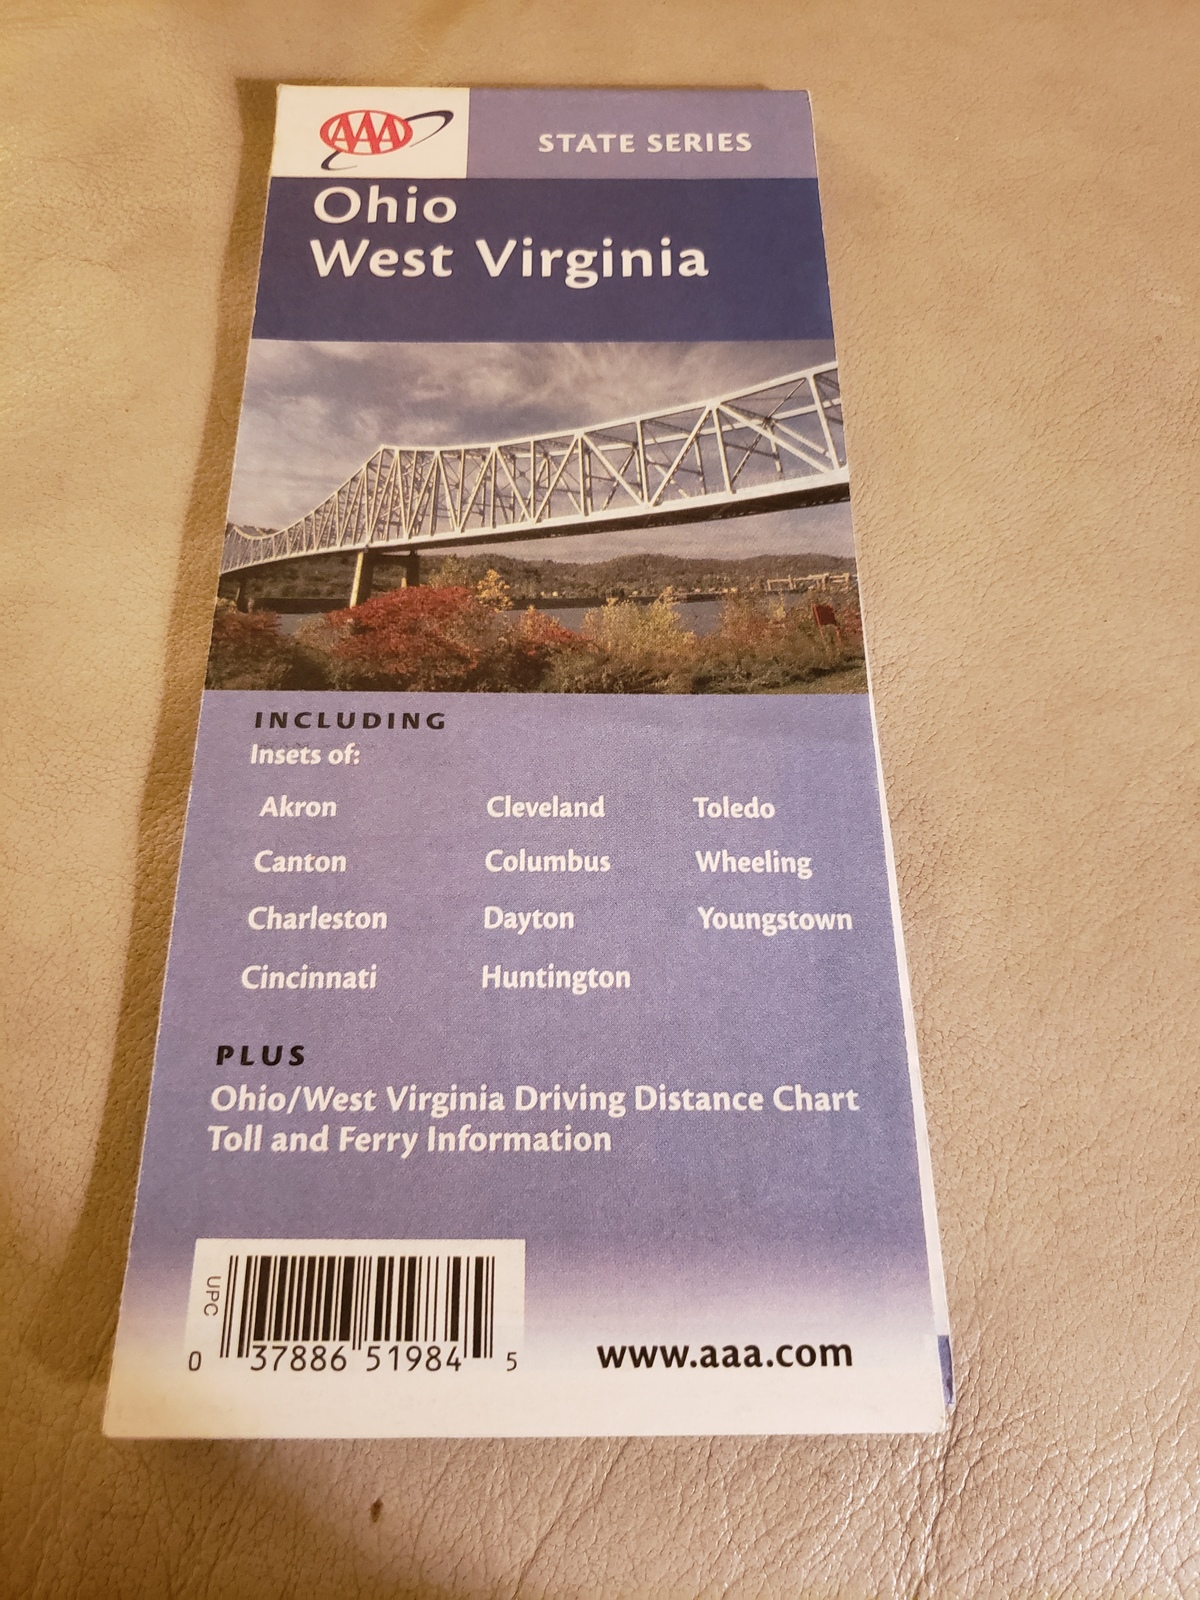 AAA
STATE SERIES
Ohio
West Virginia
INCLUDING
Insets of:
Akron Cleveland Toledo
Canton Columbus Wheeling
Charleston Dayton Youngstown
Cincinnati Huntington
PLUS
Ohio/West Virginia Driving Distance Chart
Toll and Ferry Information
UPC
0 37886 51984 5
www.aaa.com